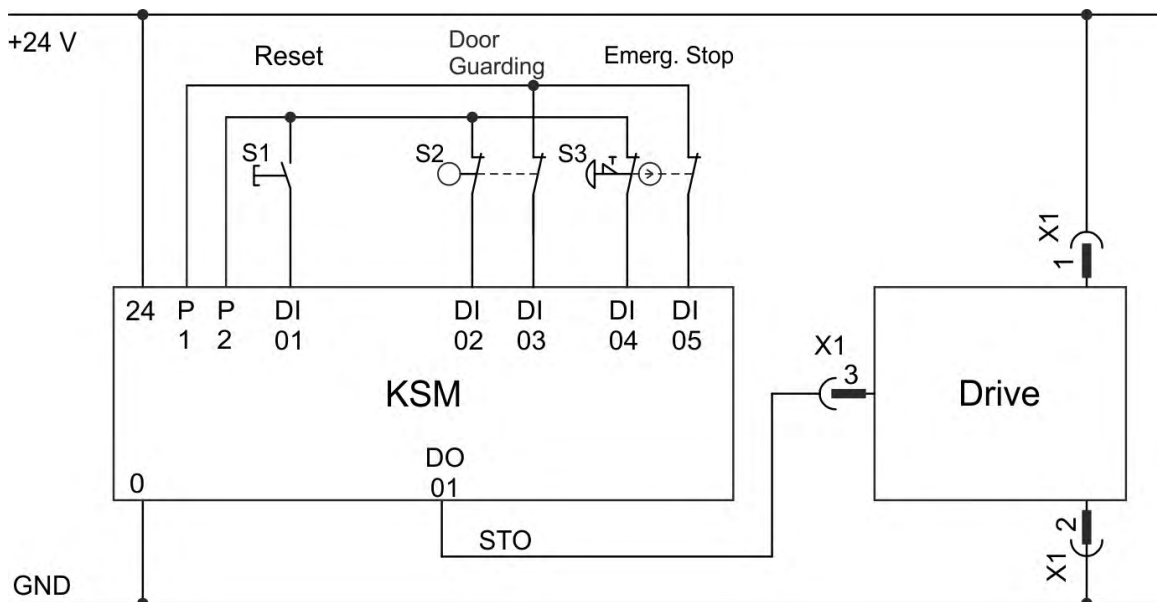 +24 V
Reset
Door
Guarding
Emerg. Stop
S1
S2
S3
X1
1
24
P
1
P
2
DI
01
DI
02
DI
03
DI
04
DI
05
X1
3
KSM
Drive
DO
01
0
STO
2
X1
GND